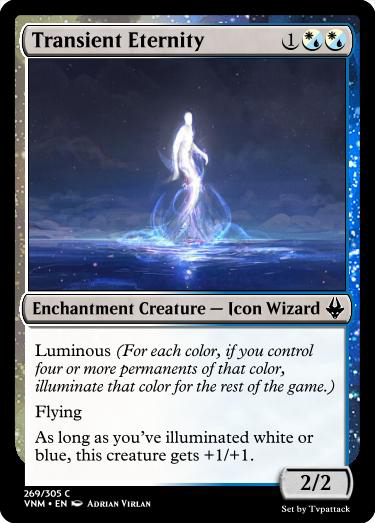 Transient Eternity 1
Enchantment Creature — Icon Wizard
Luminous (For each color, if you control
four or more permanents of that color,
illuminate that color for the rest of the game.)
Flying
As long as you've illuminated white or
blue, this creature gets +1/+1.
2/2
269/305 C
VNM • EN Adrian Virlan
Set by Tvpattack